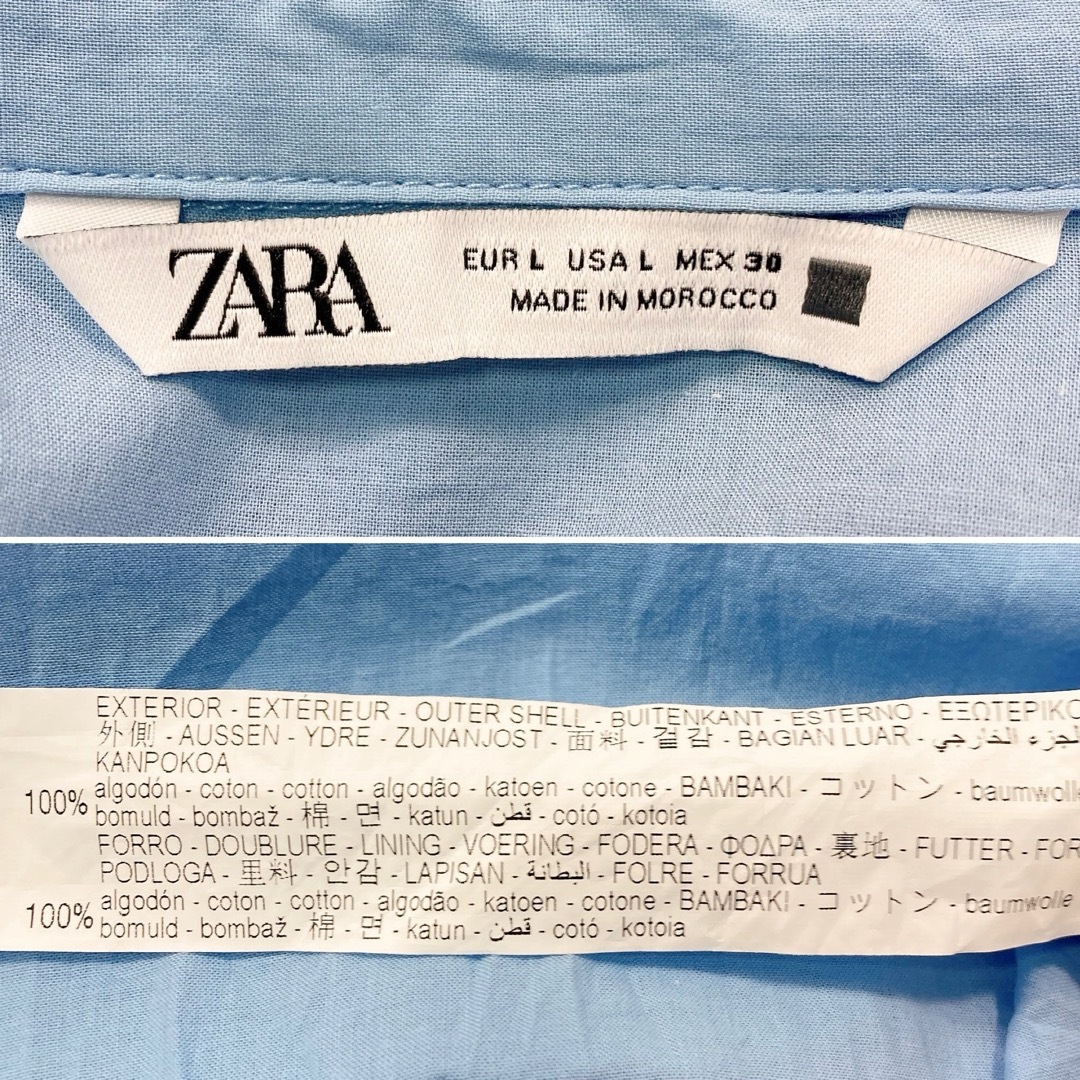 ZARA
EUR L USA L MEX 30
MADE IN MOROCCO
EXTERIOR - EXTÉRIEUR - OUTER SHELL - BUITENKANT - ESTERNO - ΕΞΩΤΕΡΙΚΟ
外側 - AUSSEN - YDRE - ZUNANJOST - 面料 - 겉감 - BAGIAN LUAR - الجزء الخارجي
KANPOKOA
100% algodón - coton - cotton - algodão - katoen - cotone - BAMBAKI - コットン - baumwolle
bomuld - bombaž - 棉 - 면 - katun - قطن - cotó - kotoia
FORRO - DOUBLURE - LINING - VOERING - FODERA - ΦΟΔΡΑ - 裏地 - FUTTER - FOR
PODLOGA - 里料 - 안감 - LAPISAN - البطانة - FOLRE - FORRUA
100% algodón - coton - cotton - algodão - katoen - cotone - BAMBAKI - コットン - baumwolle
bomuld - bombaž - 棉 - 면 - katun - قطن - cotó - kotoia